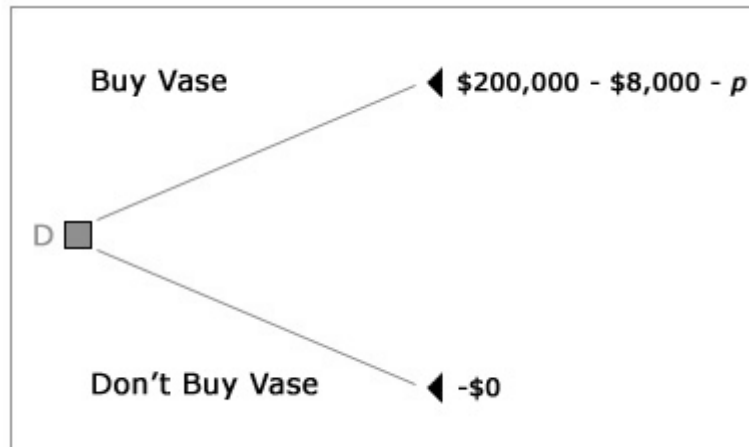 Buy Vase
$200,000 - $8,000 - p
D
Don't Buy Vase
-$0